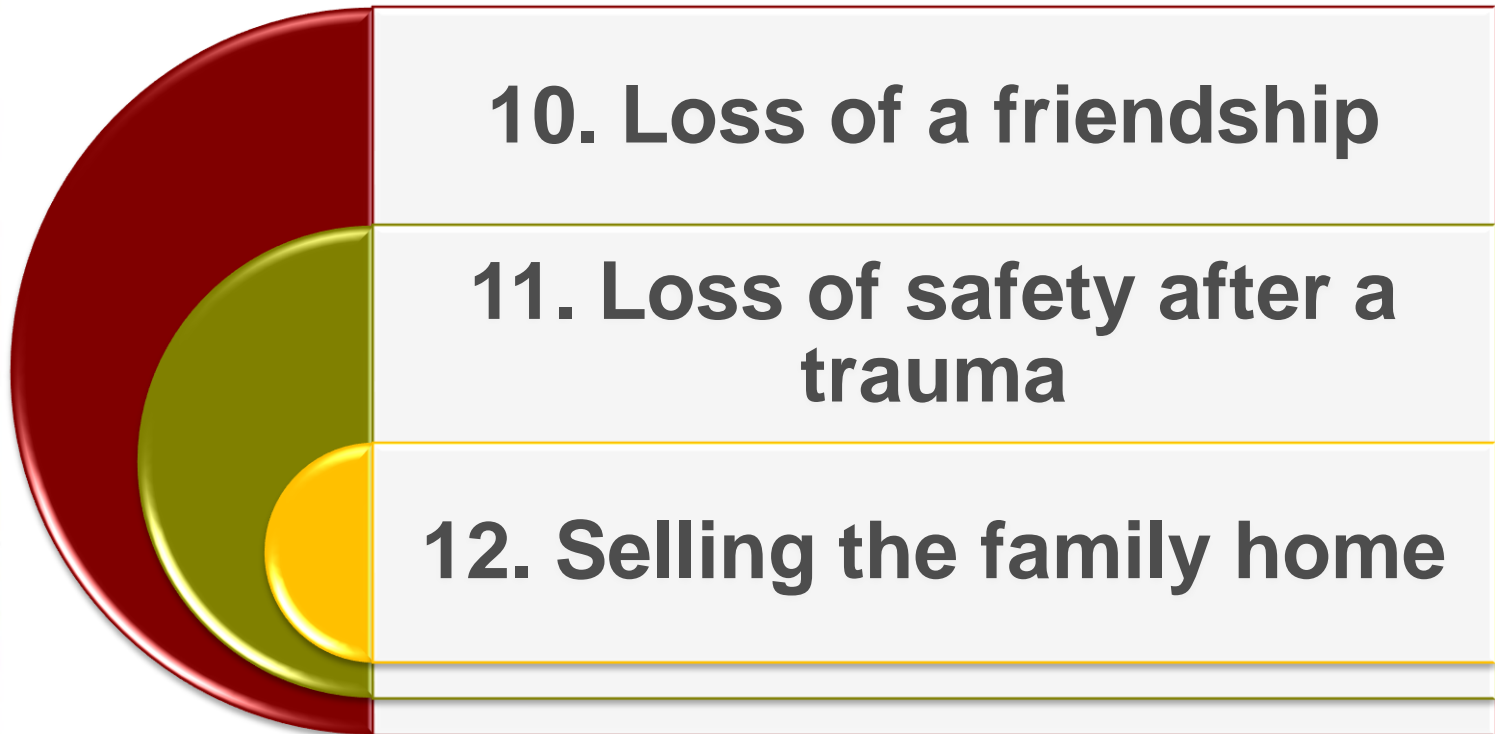 10. Loss of a friendship
11. Loss of safety after a
trauma
12. Selling the family home